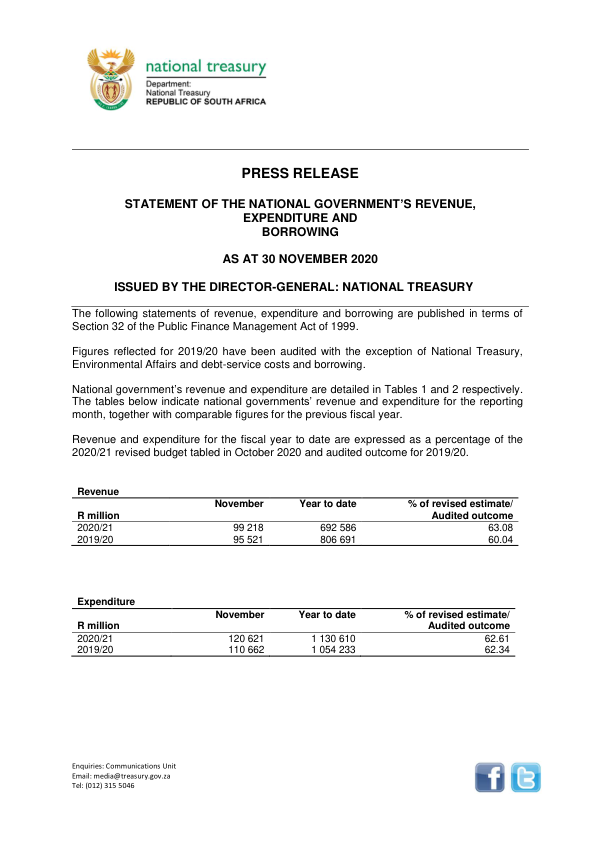 national treasury
Department:
National Treasury
REPUBLIC OF SOUTH AFRICA
PRESS RELEASE
STATEMENT OF THE NATIONAL GOVERNMENT'S REVENUE,
EXPENDITURE AND
BORROWING
AS AT 30 NOVEMBER 2020
ISSUED BY THE DIRECTOR-GENERAL: NATIONAL TREASURY
The following statements of revenue, expenditure and borrowing are published in terms of
Section 32 of the Public Finance Management Act of 1999.
Figures reflected for 2019/20 have been audited with the exception of National Treasury,
Environmental Affairs and debt-service costs and borrowing.
National government's revenue and expenditure are detailed in Tables 1 and 2 respectively.
The tables below indicate national governments' revenue and expenditure for the reporting
month, together with comparable figures for the previous fiscal year.
Revenue and expenditure for the fiscal year to date are expressed as a percentage of the
2020/21 revised budget tabled in October 2020 and audited outcome for 2019/20.
Revenue
November Year to date % of revised estimate/
R million Audited outcome
2020/21 99 218 692 586 63.08
2019/20 95 521 806 691 60.04
Expenditure
November Year to date % of revised estimate/
R million Audited outcome
2020/21 120 621 1 130 610 62.61
2019/20 110 662 1 054 233 62.34
Enquiries: Communications Unit
Email: media@treasury.gov.za
Tel: (012) 315 5046
f t